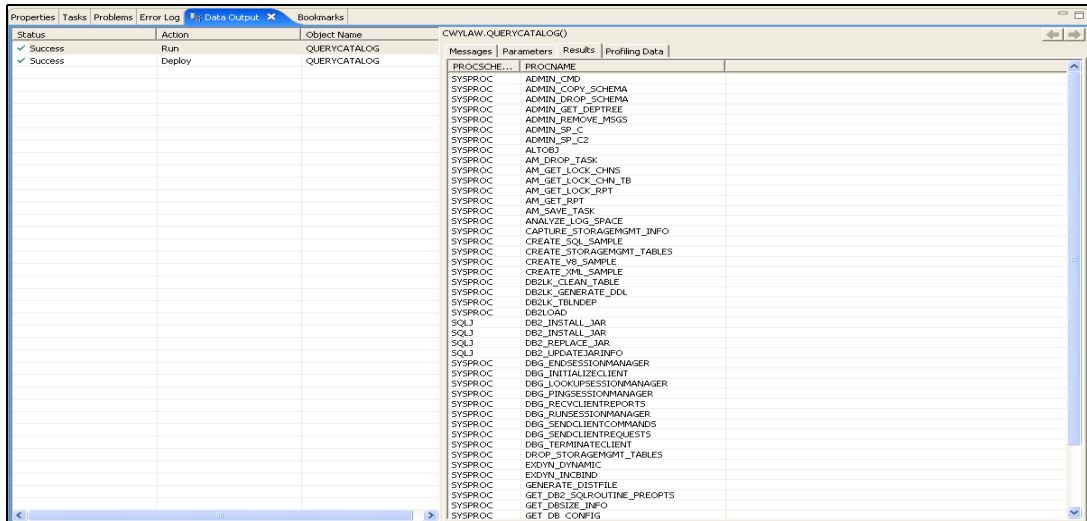 Properties Tasks Problems Error Log Data Output Bookmarks
Status Action Object Name
Success Run QUERYCATALOG
Success Deploy QUERYCATALOG
CWYLAW.QUERYCATALOG()
Messages Parameters Results Profiling Data
PROCSCHE... PROCNAME
SYSPROC ADMIN_CMD
SYSPROC ADMIN_COPY_SCHEMA
SYSPROC ADMIN_DROP_SCHEMA
SYSPROC ADMIN_GET_DEPTREE
SYSPROC ADMIN_REMOVE_MSGS
SYSPROC ADMIN_SP_C
SYSPROC ADMIN_SP_C2
SYSPROC ALTOBJ
SYSPROC AM_DROP_TASK
SYSPROC AM_GET_LOCK_CHNS
SYSPROC AM_GET_LOCK_CHN_TB
SYSPROC AM_GET_LOCK_RPT
SYSPROC AM_GET_RPT
SYSPROC AM_SAVE_TASK
SYSPROC ANALYZE_LOG_SPACE
SYSPROC CAPTURE_STORAGEMGMT_INFO
SYSPROC CREATE_SQL_SAMPLE
SYSPROC CREATE_STORAGEMGMT_TABLES
SYSPROC CREATE_V8_SAMPLE
SYSPROC CREATE_XML_SAMPLE
SYSPROC DB2LK_CLEAN_TABLE
SYSPROC DB2LK_GENERATE_DDL
SYSPROC DB2LK_TBLNDEP
SYSPROC DB2LOAD
SQLJ DB2_INSTALL_JAR
SQLJ DB2_INSTALL_JAR
SQLJ DB2_REPLACE_JAR
SQLJ DB2_UPDATEJARINFO
SYSPROC DBG_ENDSESSIONMANAGER
SYSPROC DBG_INITIALIZECLIENT
SYSPROC DBG_LOOKUPSESSIONMANAGER
SYSPROC DBG_PINGSESSIONMANAGER
SYSPROC DBG_RECVCLIENTREPORTS
SYSPROC DBG_RUNSESSIONMANAGER
SYSPROC DBG_SENDCLIENTCOMMANDS
SYSPROC DBG_SENDCLIENTREQUESTS
SYSPROC DBG_TERMINATECLIENT
SYSPROC DROP_STORAGEMGMT_TABLES
SYSPROC EXDYN_DYNAMIC
SYSPROC EXDYN_INCBIND
SYSPROC GENERATE_DISTFILE
SYSPROC GET_DB2_SQLROUTINE_PREOPTS
SYSPROC GET_DBSIZE_INFO
SYSPROC GET_DB_CONFIG